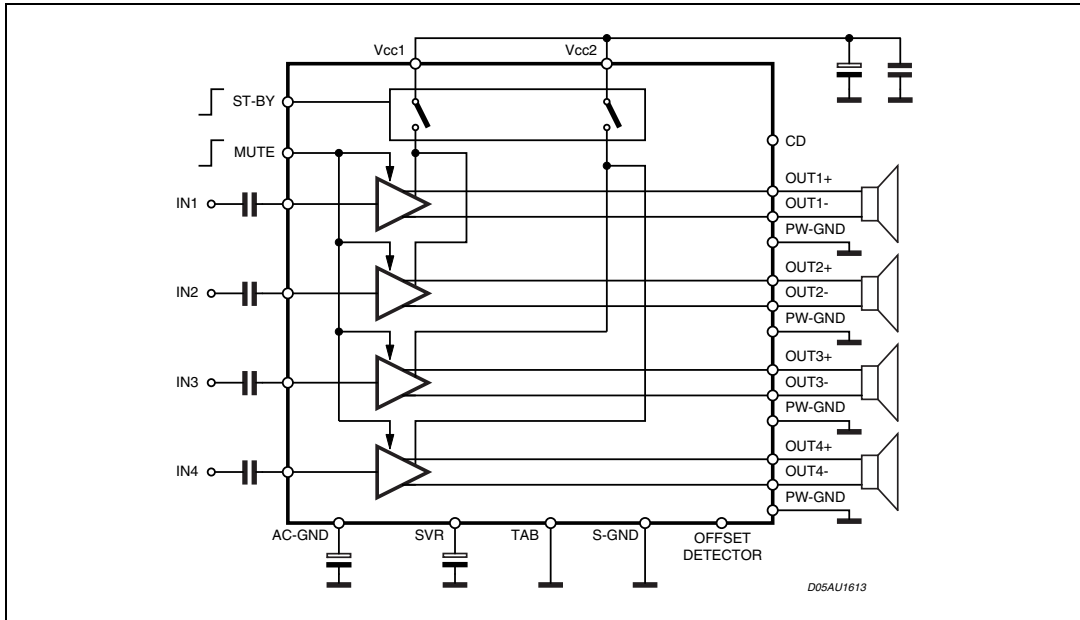 Vcc1
Vcc2
ST-BY
MUTE
CD
OUT1+
IN1
OUT1-
PW-GND
OUT2+
IN2
OUT2-
PW-GND
OUT3+
IN3
OUT3-
PW-GND
OUT4+
IN4
OUT4-
PW-GND
AC-GND
SVR
TAB
S-GND
OFFSET
DETECTOR
D05AU1613